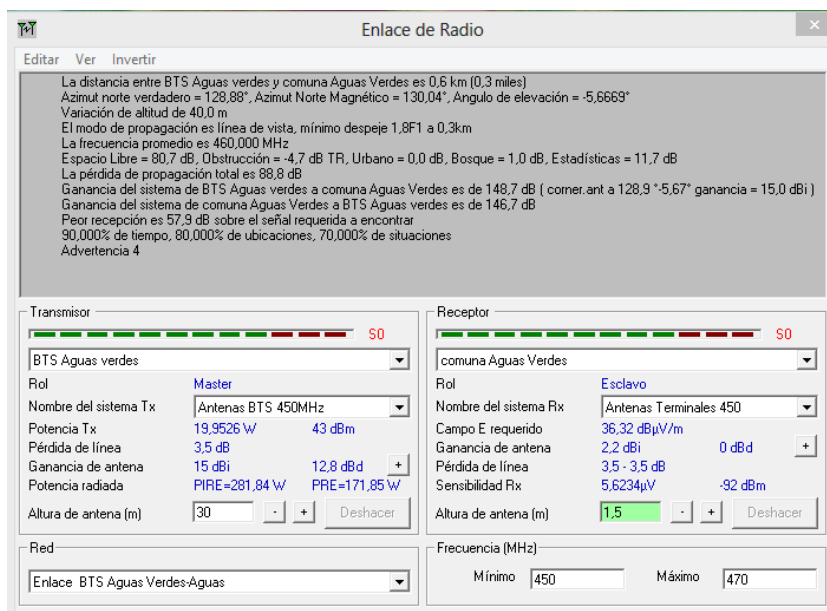 Enlace de Radio
Editar Ver Invertir
La distancia entre BTS Aguas verdes y comuna Aguas Verdes es 0,6 km (0,3 miles)
Azimut norte verdadero = 128,88°, Azimut Norte Magnético = 130,04°, Angulo de elevación = -5,6669°
Variación de altitud de 40,0 m
El modo de propagación es línea de vista, mínimo despeje 1,8F1 a 0,3km
La frecuencia promedio es 460,000 MHz
Espacio Libre = 80,7 dB, Obstrucción = -4,7 dB TR, Urbano = 0,0 dB, Bosque = 1,0 dB, Estadísticas = 11,7 dB
La pérdida de propagación total es 88,8 dB
Ganancia del sistema de BTS Aguas verdes a comuna Aguas Verdes es de 148,7 dB ( corner.ant a 128,9 °-5,67° ganancia = 15,0 dBi )
Ganancia del sistema de comuna Aguas Verdes a BTS Aguas verdes es de 146,7 dB
Peor recepción es 57,9 dB sobre el señal requerida a encontrar
90,000% de tiempo, 80,000% de ubicaciones, 70,000% de situaciones
Advertencia 4
Transmisor
S0
BTS Aguas verdes
Rol Master
Nombre del sistema Tx Antenas BTS 450MHz
Potencia Tx 19,9526 W 43 dBm
Pérdida de línea 3,5 dB
Ganancia de antena 15 dBi 12,8 dBd +
Potencia radiada PIRE=281,84 W PRE=171,85 W
Altura de antena (m) 30 - + Deshacer
Receptor
S0
comuna Aguas Verdes
Rol Esclavo
Nombre del sistema Rx Antenas Terminales 450
Campo E requerido 36,32 dBµV/m
Ganancia de antena 2,2 dBi 0 dBd +
Pérdida de línea 3,5 - 3,5 dB
Sensibilidad Rx 5,6234µV -92 dBm
Altura de antena (m) 1,5 - + Deshacer
Red
Enlace BTS Aguas Verdes-Aguas
Frecuencia (MHz)
Mínimo 450 Máximo 470